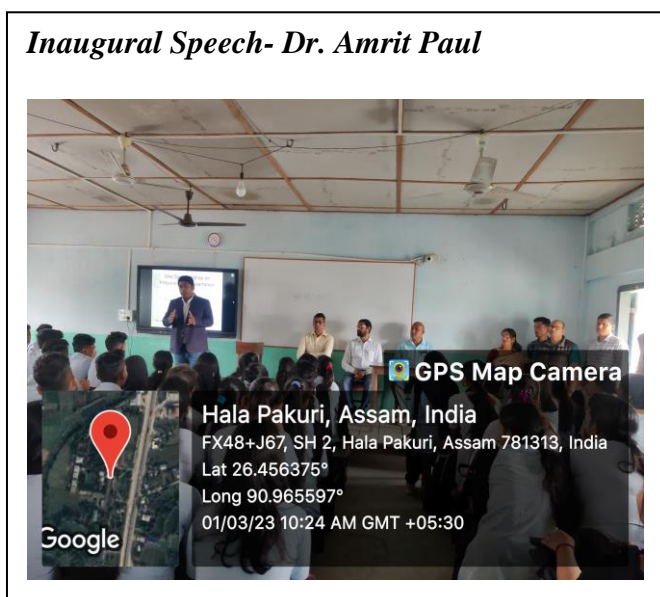 Inaugural Speech- Dr. Amrit Paul
GPS Map Camera
Hala Pakuri, Assam, India
FX48+J67, SH 2, Hala Pakuri, Assam 781313, India
Lat 26.456375°
Long 90.965597°
01/03/23 10:24 AM GMT +05:30
Google